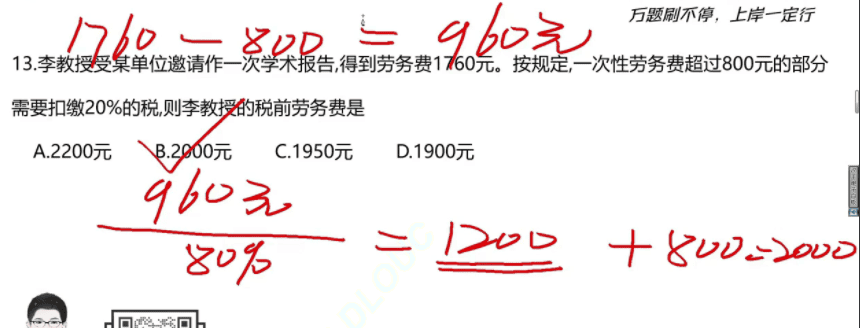 万题刷不停，上岸一定行
1760 - 800 = 960元
13.李教授受某单位邀请作一次学术报告,得到劳务费1760元。按规定,一次性劳务费超过800元的部分
需要扣缴20%的税,则李教授的税前劳务费是
A.2200元 B.2000元 C.1950元 D.1900元
960元
80%
= 1200 + 800=2000